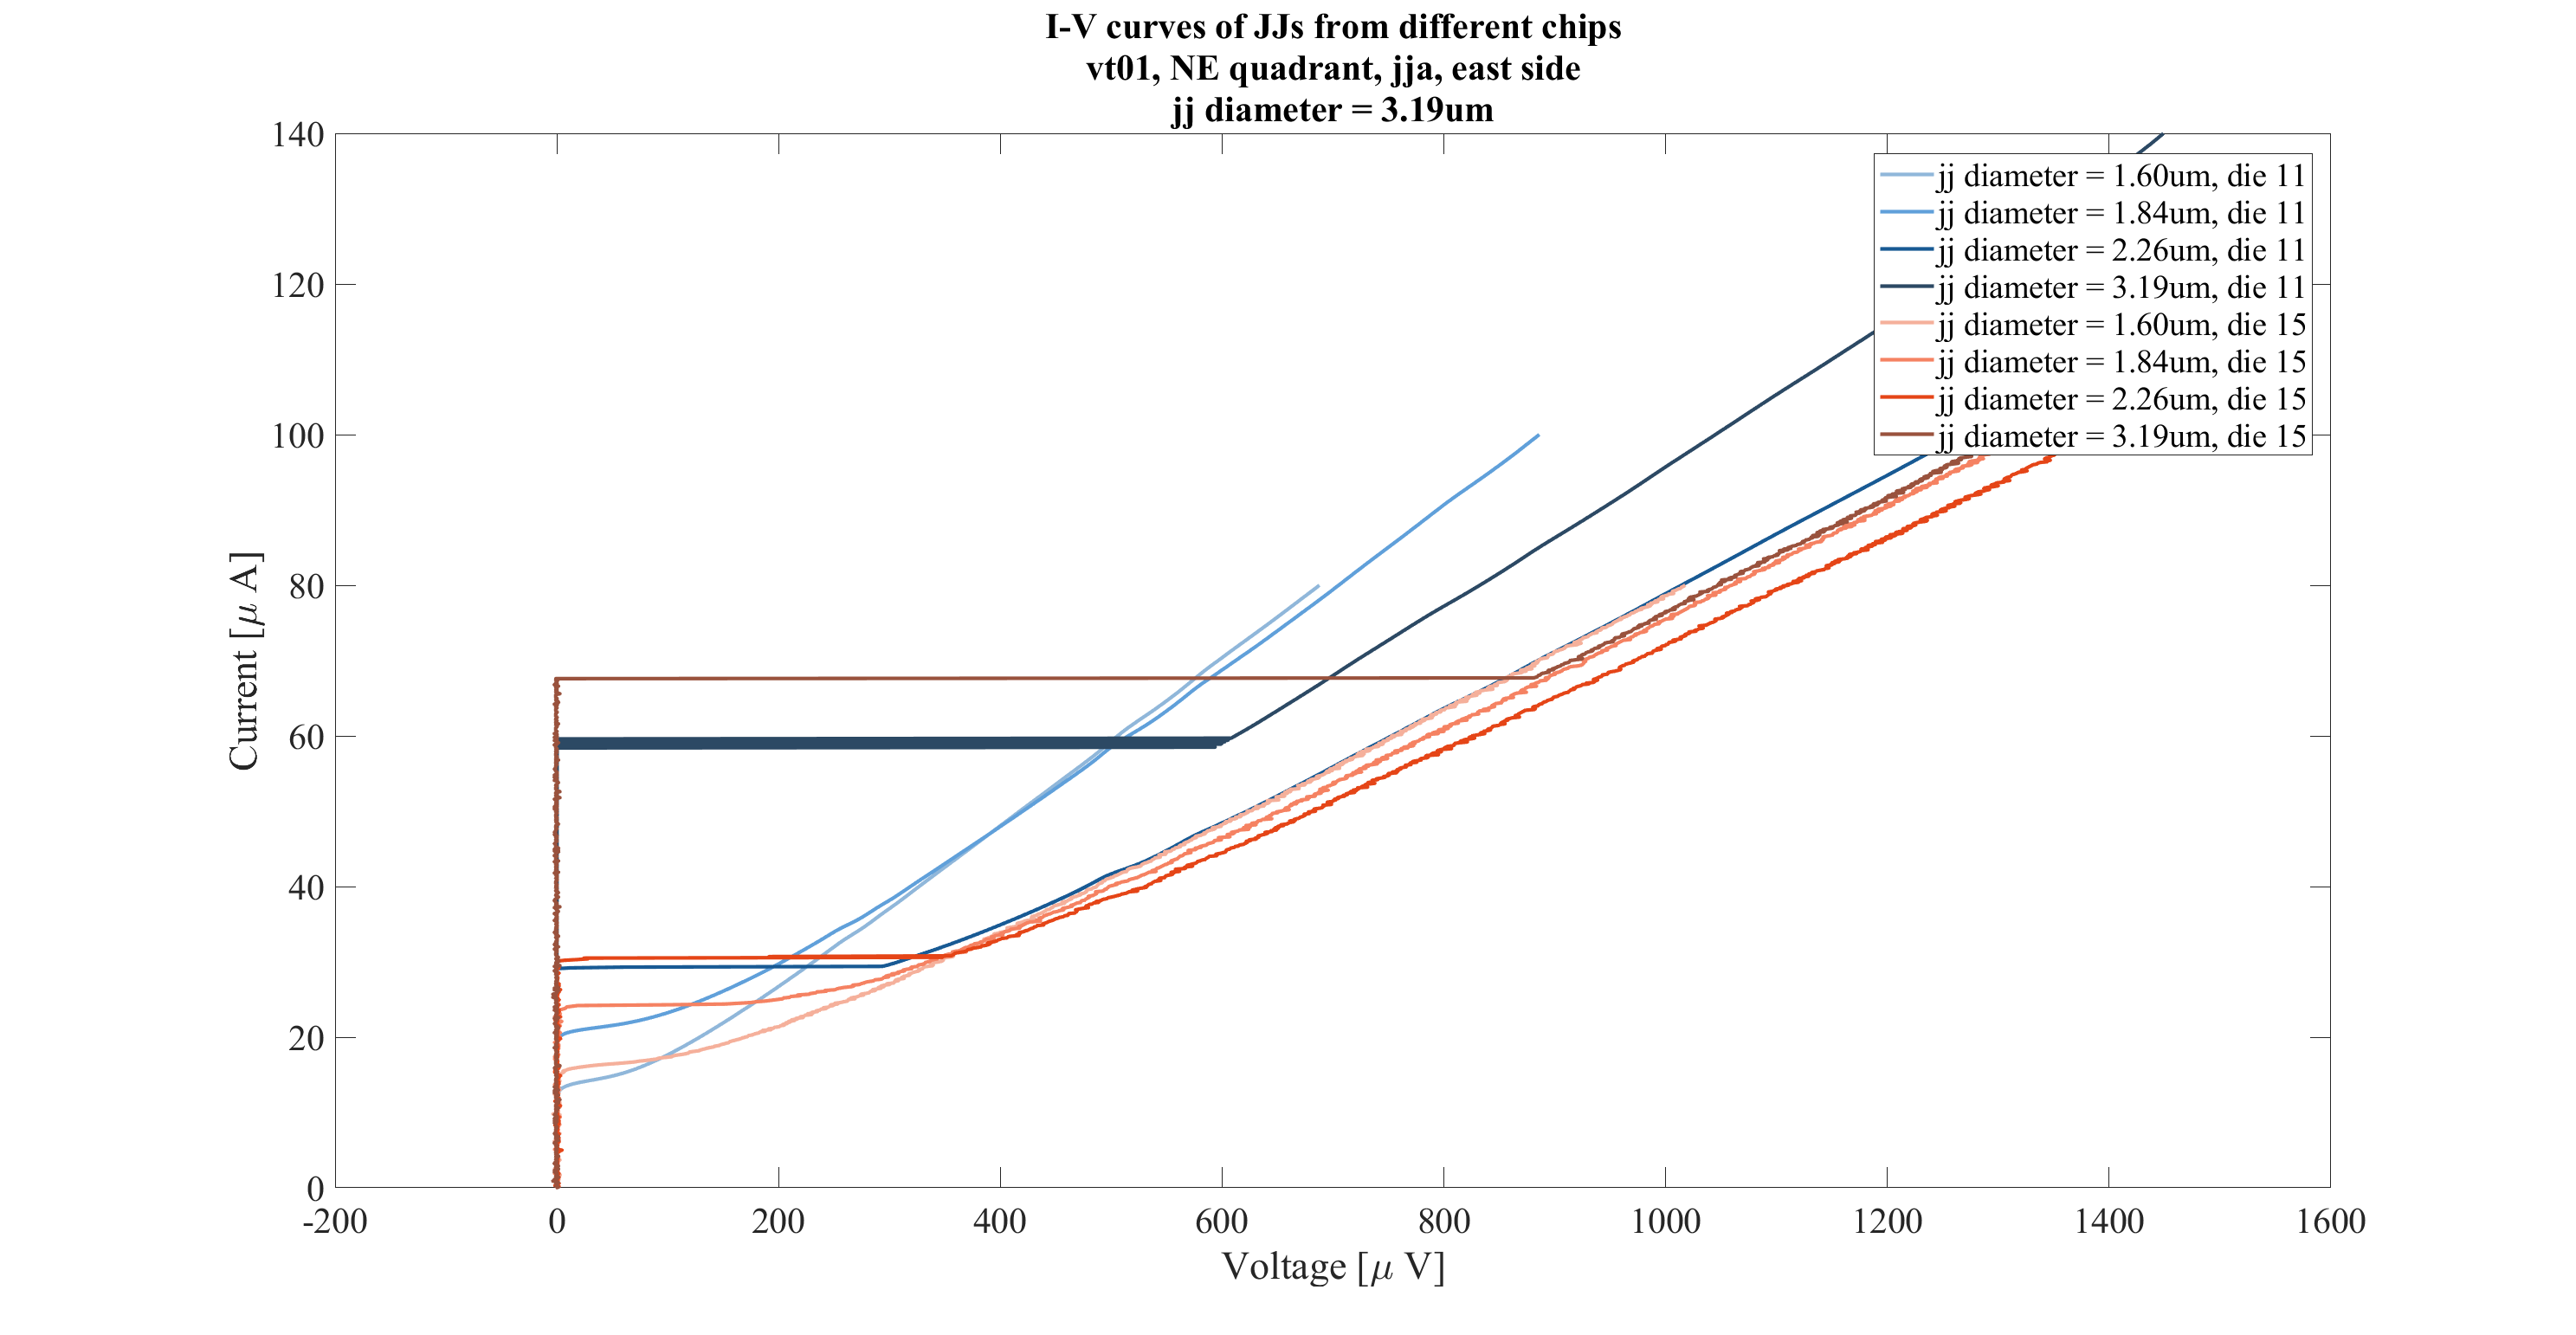 I-V curves of JJs from different chips
vt01, NE quadrant, jja, east side
jj diameter = 3.19um
140
120
100
80
60
40
20
0
Current [μ A]
jj diameter = 1.60um, die 11
jj diameter = 1.84um, die 11
jj diameter = 2.26um, die 11
jj diameter = 3.19um, die 11
jj diameter = 1.60um, die 15
jj diameter = 1.84um, die 15
jj diameter = 2.26um, die 15
jj diameter = 3.19um, die 15
-200 0 200 400 600 800 1000 1200 1400 1600
Voltage [μ V]